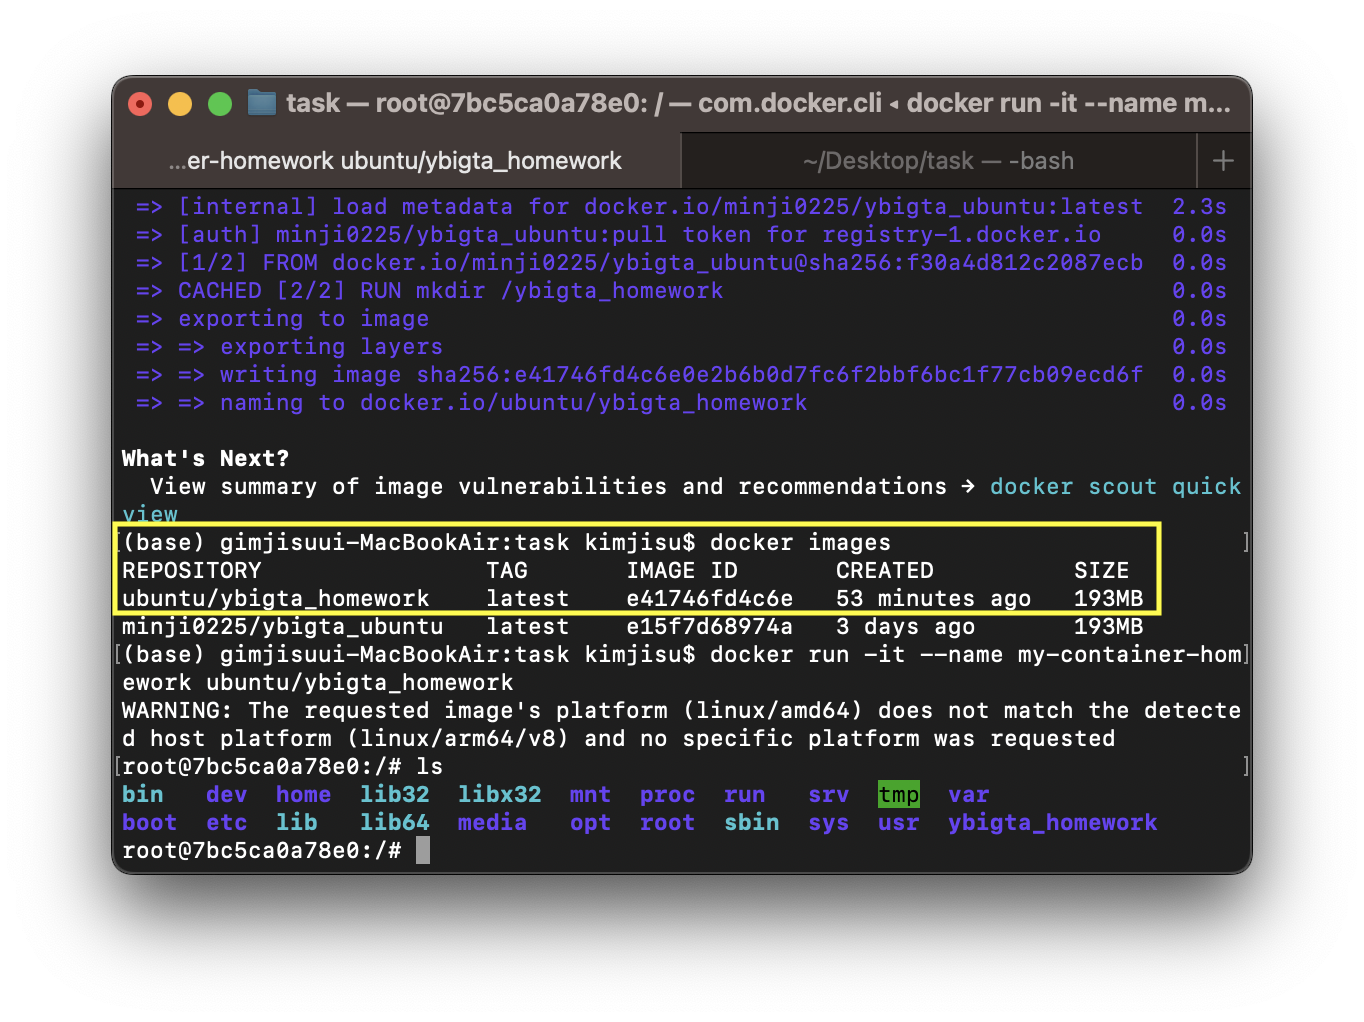 task — root@7bc5ca0a78e0: / — com.docker.cli ◂ docker run -it --name m...
...er-homework ubuntu/ybigta_homework
~/Desktop/task — -bash
+
=> [internal] load metadata for docker.io/minji0225/ybigta_ubuntu:latest 2.3s
=> [auth] minji0225/ybigta_ubuntu:pull token for registry-1.docker.io 0.0s
=> [1/2] FROM docker.io/minji0225/ybigta_ubuntu@sha256:f30a4d812c2087ecb 0.0s
=> CACHED [2/2] RUN mkdir /ybigta_homework 0.0s
=> exporting to image 0.0s
=> => exporting layers 0.0s
=> => writing image sha256:e41746fd4c6e0e2b6b0d7fc6f2bbf6bc1f77cb09ecd6f 0.0s
=> => naming to docker.io/ubuntu/ybigta_homework 0.0s
What's Next?
View summary of image vulnerabilities and recommendations → docker scout quick
view
[(base) gimjisuui-MacBookAir:task kimjisu$ docker images ]
REPOSITORY TAG IMAGE ID CREATED SIZE
ubuntu/ybigta_homework latest e41746fd4c6e 53 minutes ago 193MB
minji0225/ybigta_ubuntu latest e15f7d68974a 3 days ago 193MB
[(base) gimjisuui-MacBookAir:task kimjisu$ docker run -it --name my-container-hom]
ework ubuntu/ybigta_homework
WARNING: The requested image's platform (linux/amd64) does not match the detecte
d host platform (linux/arm64/v8) and no specific platform was requested
[root@7bc5ca0a78e0:/# ls ]
bin dev home lib32 libx32 mnt proc run srv tmp var
boot etc lib lib64 media opt root sbin sys usr ybigta_homework
root@7bc5ca0a78e0:/#